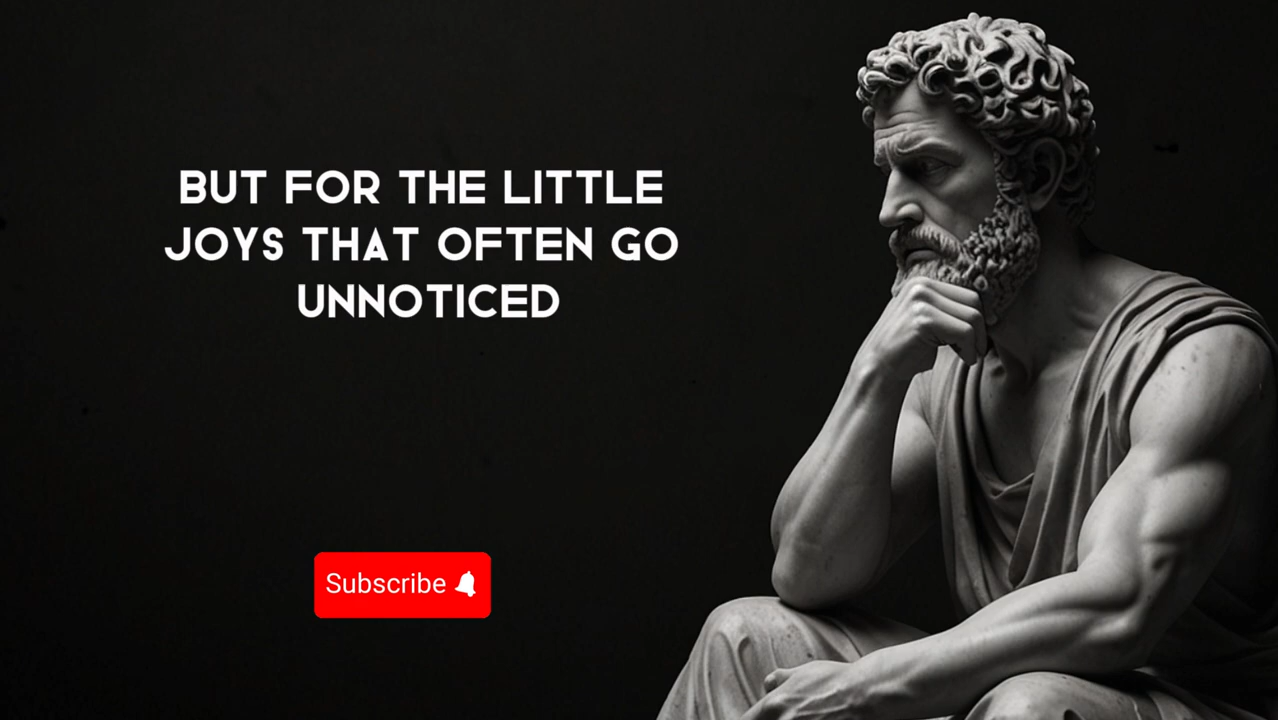 BUT FOR THE LITTLE
JOYS THAT OFTEN GO
UNNOTICED
Subscribe